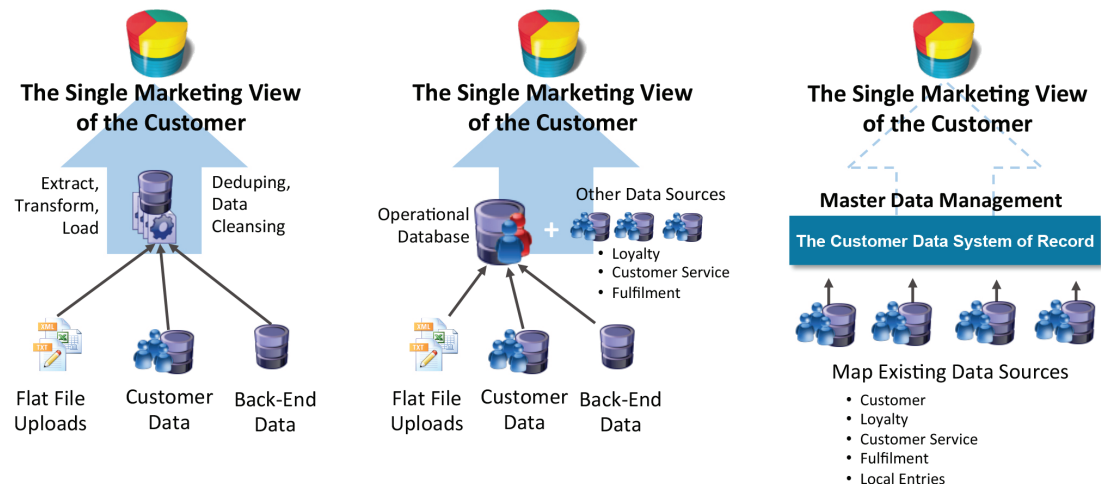 The Single Marketing View
of the Customer
Extract,
Transform,
Load
Deduping,
Data
Cleansing
XML
TXT
Flat File
Uploads
Customer
Data
Back-End
Data
The Single Marketing View
of the Customer
Operational
Database
+
Other Data Sources
• Loyalty
• Customer Service
• Fulfilment
XML
TXT
Flat File
Uploads
Customer
Data
Back-End
Data
The Single Marketing View
of the Customer
Master Data Management
The Customer Data System of Record
Map Existing Data Sources
• Customer
• Loyalty
• Customer Service
• Fulfilment
• Local Entries